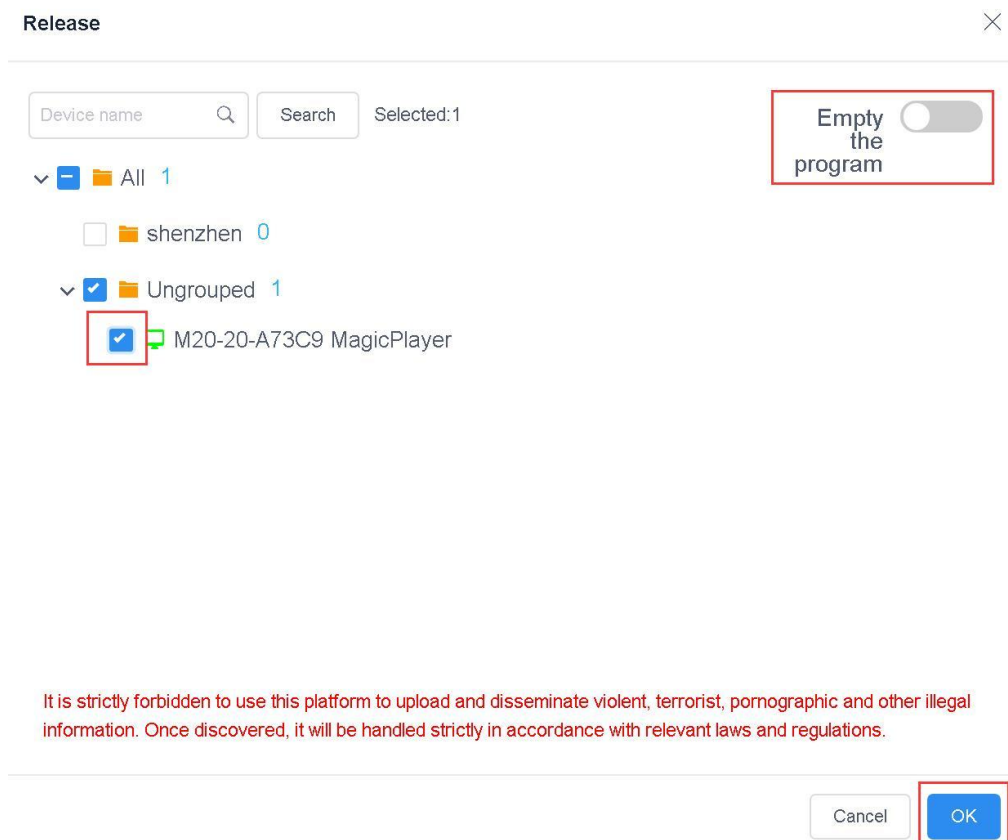 Release
Device name
Search
Selected:1
Empty
the
program
All 1
shenzhen 0
Ungrouped 1
M20-20-A73C9 MagicPlayer
It is strictly forbidden to use this platform to upload and disseminate violent, terrorist, pornographic and other illegal
information. Once discovered, it will be handled strictly in accordance with relevant laws and regulations.
Cancel
OK